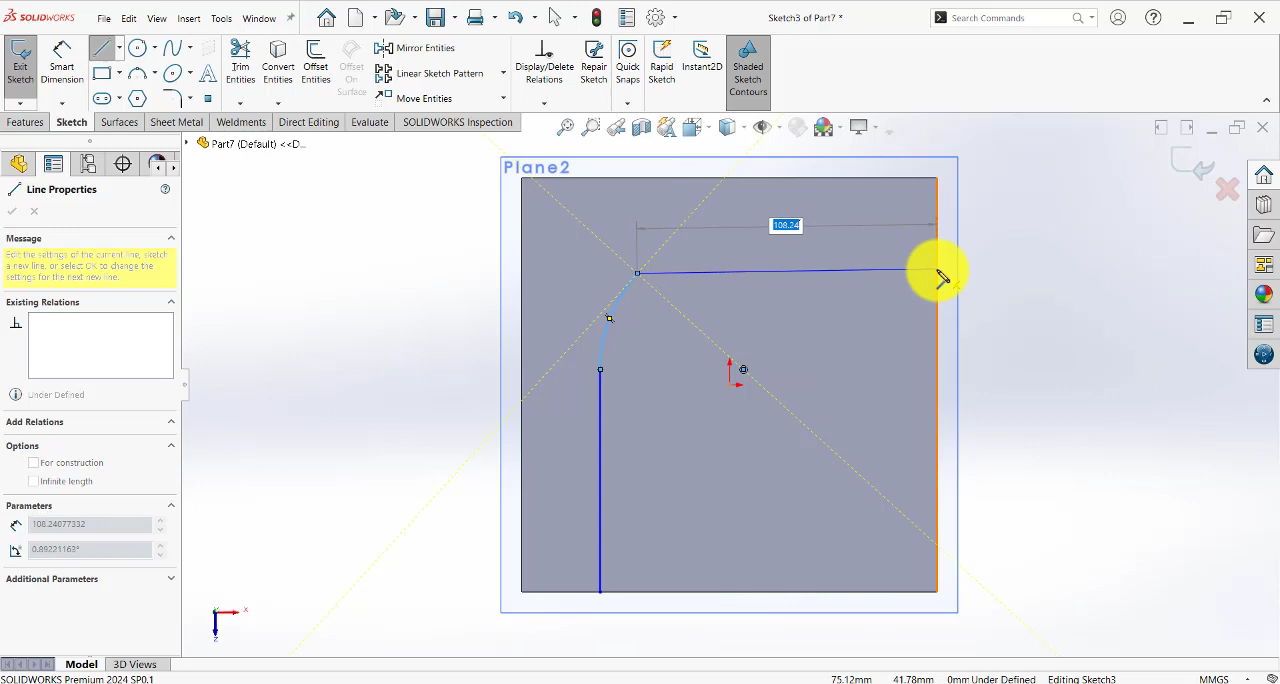 SOLIDWORKS File Edit View Insert Tools Window Sketch3 of Part7 * Search Commands
Exit Sketch
Smart Dimension
Trim Entities
Convert Entities
Offset Entities
Offset On Surface
Mirror Entities
Linear Sketch Pattern
Move Entities
Display/Delete Relations
Repair Sketch
Quick Snaps
Rapid Sketch
Instant2D
Shaded Sketch Contours
Features Sketch Surfaces Sheet Metal Weldments Direct Editing Evaluate SOLIDWORKS Inspection
Part7 (Default) <<D...
Line Properties
Message
Edit the settings of the current line, sketch
a new line, or select OK to change the
settings for the next new line.
Existing Relations
Under Defined
Add Relations
Options
For construction
Infinite length
Parameters
108.24077332
0.89221163°
Additional Parameters
Plane2
108.24
X
Z
Model 3D Views
SOLIDWORKS Premium 2024 SP0.1 75.12mm 41.78mm 0mm Under Defined Editing Sketch3 MMGS